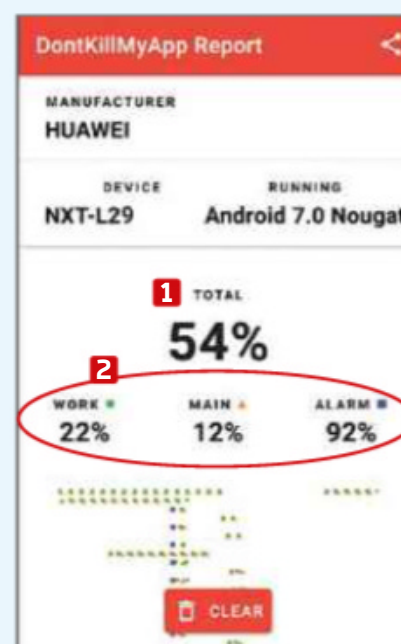 DontKillMyApp Report
MANUFACTURER
HUAWEI
DEVICE RUNNING
NXT-L29 Android 7.0 Nougat
1 TOTAL
54%
2
WORK MAIN ALARM
22% 12% 92%
CLEAR